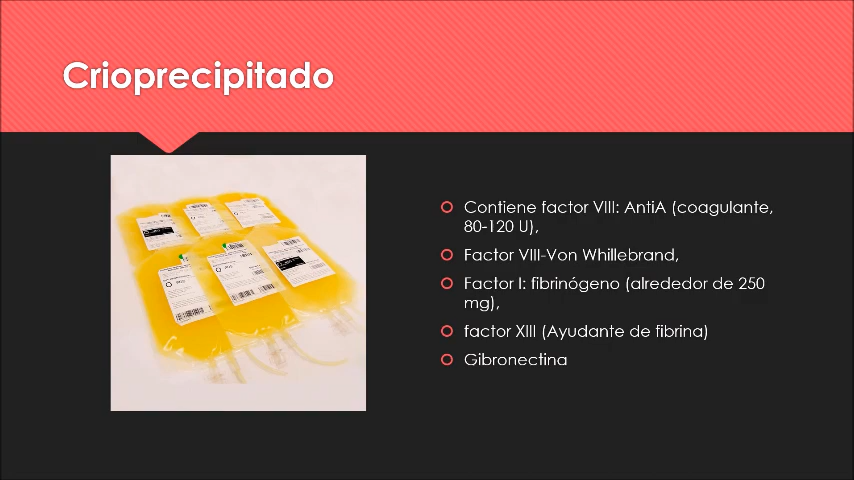 Crioprecipitado
Contiene factor VIII: AntiA (coagulante,
80-120 U),
Factor VIII-Von Whillebrand,
Factor I: fibrinógeno (alrededor de 250
mg),
factor XIII (Ayudante de fibrina)
Gibronectina